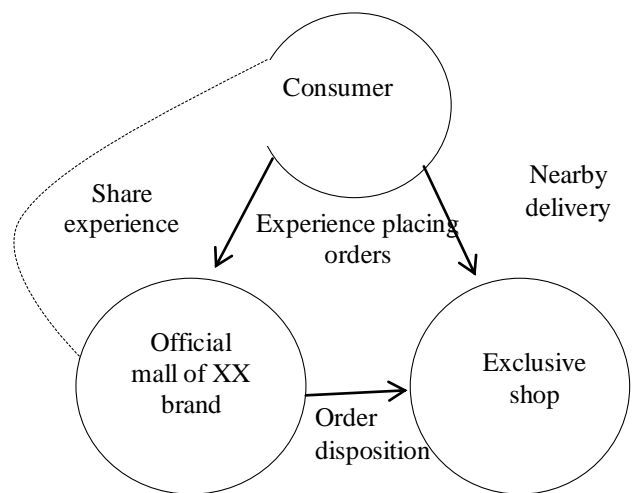 Consumer
Share
experience
Experience placing
orders
Nearby
delivery
Official
mall of XX
brand
Order
disposition
Exclusive
shop